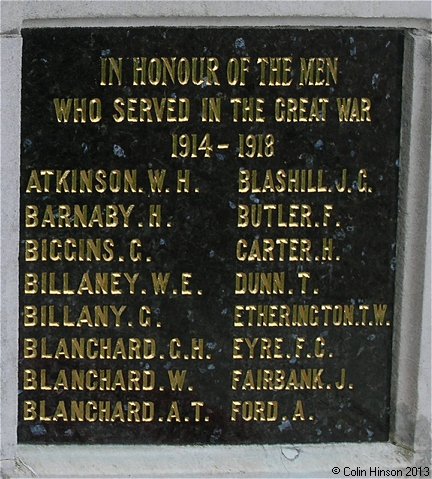 IN HONOUR OF THE MEN
WHO SERVED IN THE GREAT WAR
1914 - 1918
ATKINSON. W. H.
BARNABY. H.
BIGGINS. G.
BILLANEY. W. E.
BILLANY. G.
BLANCHARD. G. H.
BLANCHARD. W.
BLANCHARD. A. T.
BLASHILL. J. G.
BUTLER. F.
CARTER. H.
DUNN. T.
ETHERINGTON. T. W.
EYRE. F. G.
FAIRBANK. J.
FORD. A.
© Colin Hinson 2013